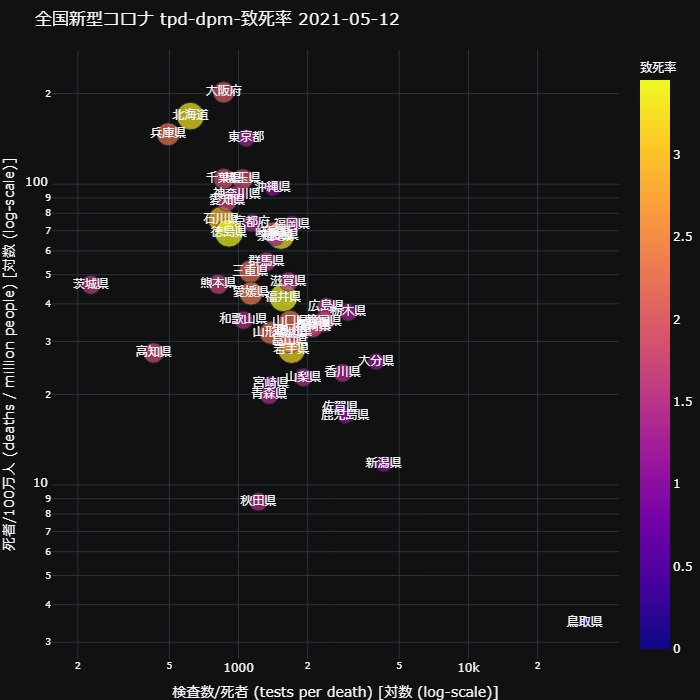 全国新型コロナ tpd-dpm-致死率 2021-05-12
致死率
3
2.5
2
1.5
1
0.5
0
死者/100万人 (deaths / million people) [対数 (log-scale)]
2
100
9
8
7
6
5
4
3
2
10
9
8
7
6
5
4
3
大阪府
北海道
兵庫県
東京都
千葉県
沖縄県
神奈川県
愛知県
石川県
福岡県
徳島県
群馬県
三重県
滋賀県
茨城県
熊本県
愛媛県
福井県
広島県
栃木県
和歌山県
山口県
岩手県
高知県
大分県
香川県
山梨県
宮崎県
青森県
佐賀県
鹿児島県
新潟県
秋田県
鳥取県
2 5 1000 2 5 10k 2
検査数/死者 (tests per death) [対数 (log-scale)]